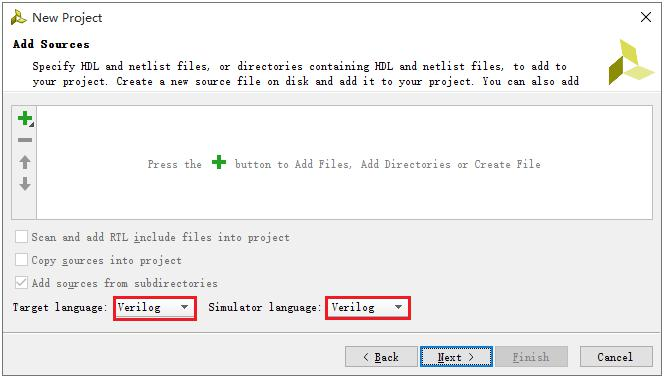 New Project
Add Sources
Specify HDL and netlist files, or directories containing HDL and netlist files, to add to
your project. Create a new source file on disk and add it to your project. You can also add
Press the + button to Add Files, Add Directories or Create File
Scan and add RTL include files into project
Copy sources into project
Add sources from subdirectories
Target language: Verilog Simulator language: Verilog
< Back Next > Finish Cancel